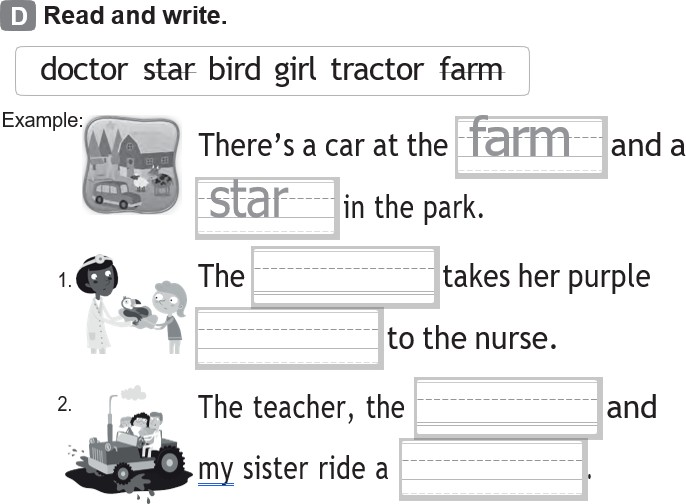 D Read and write.
doctor star bird girl tractor farm
Example:
There's a car at the farm and a
star in the park.
1. The takes her purple
to the nurse.
2. The teacher, the and
my sister ride a .